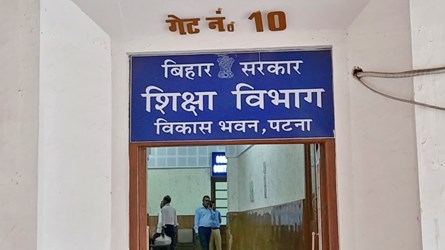 गेट नं० 10
बिहार सरकार
शिक्षा विभाग
विकास भवन, पटना